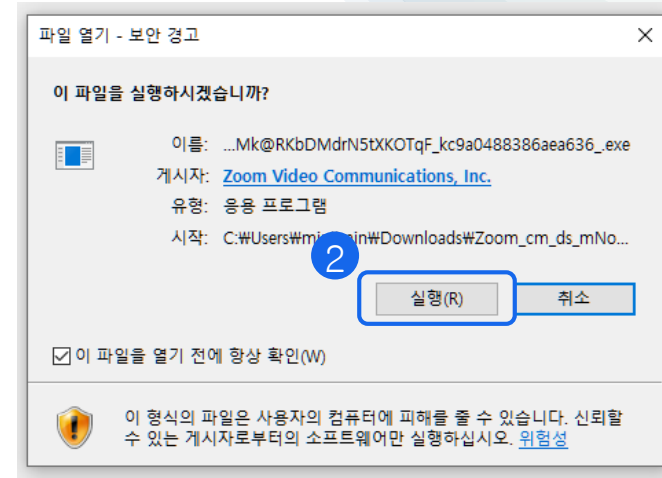 파일 열기 - 보안 경고
이 파일을 실행하시겠습니까?
이름: ...Mk@RKbDMdrN5tXKOTqF_kc9a0488386aea636_.exe
게시자: Zoom Video Communications, Inc.
유형: 응용 프로그램
시작: C:₩Users₩mi in₩Downloads₩Zoom_cm_ds_mNo...
2
실행(R) 취소
이 파일을 열기 전에 항상 확인(W)
이 형식의 파일은 사용자의 컴퓨터에 피해를 줄 수 있습니다. 신뢰할
수 있는 게시자로부터의 소프트웨어만 실행하십시오. 위험성